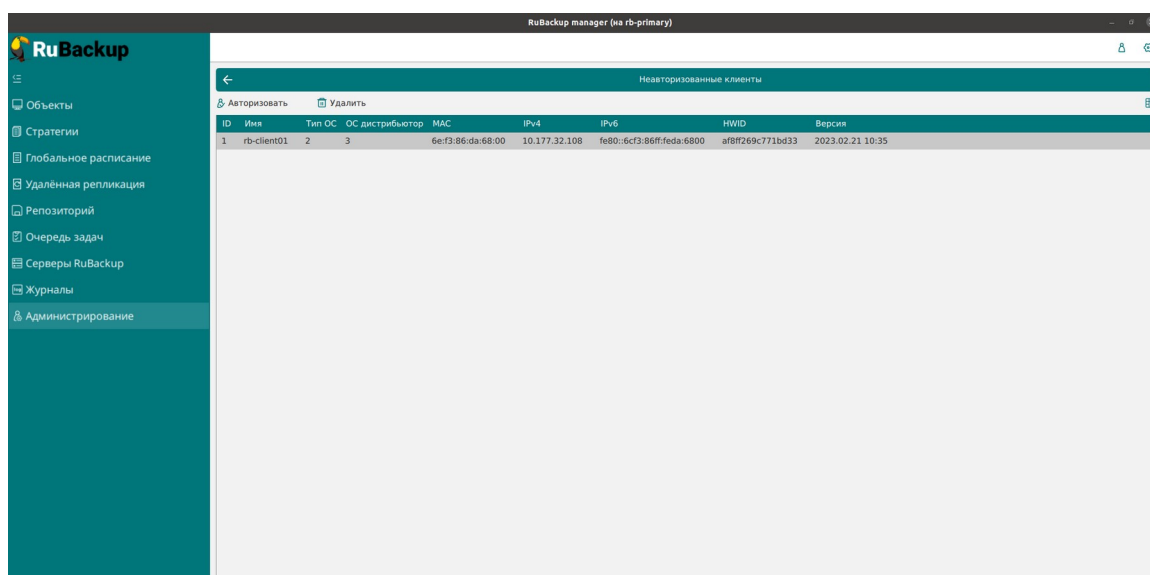 RuBackup manager (на rb-primary)
RuBackup
Неавторизованные клиенты
Объекты
Авторизовать Удалить
Стратегии
ID Имя Тип ОС ОС дистрибьютор MAC IPv4 IPv6 HWID Версия
1 rb-client01 2 3 6e:f3:86:da:68:00 10.177.32.108 fe80::6cf3:86ff:feda:6800 af8ff269c771bd33 2023.02.21 10:35
Глобальное расписание
Удалённая репликация
Репозиторий
Очередь задач
Серверы RuBackup
Журналы
Администрирование